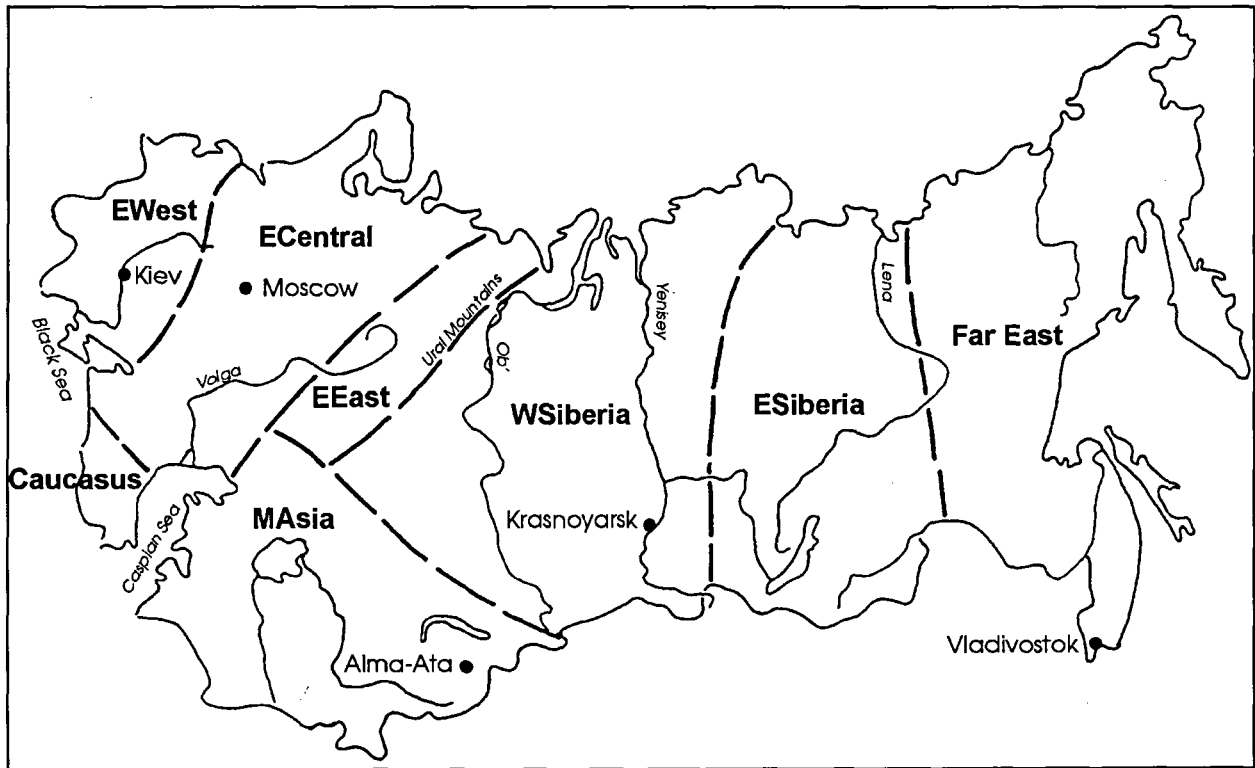 EWest
ECentral
Kiev
Moscow
Black Sea
Volga
Ural Mountains
Ob'
Yenisey
Lena
Far East
EEast
WSiberia
ESiberia
Caucasus
Caspian Sea
MAsia
Krasnoyarsk
Alma-Ata
Vladivostok